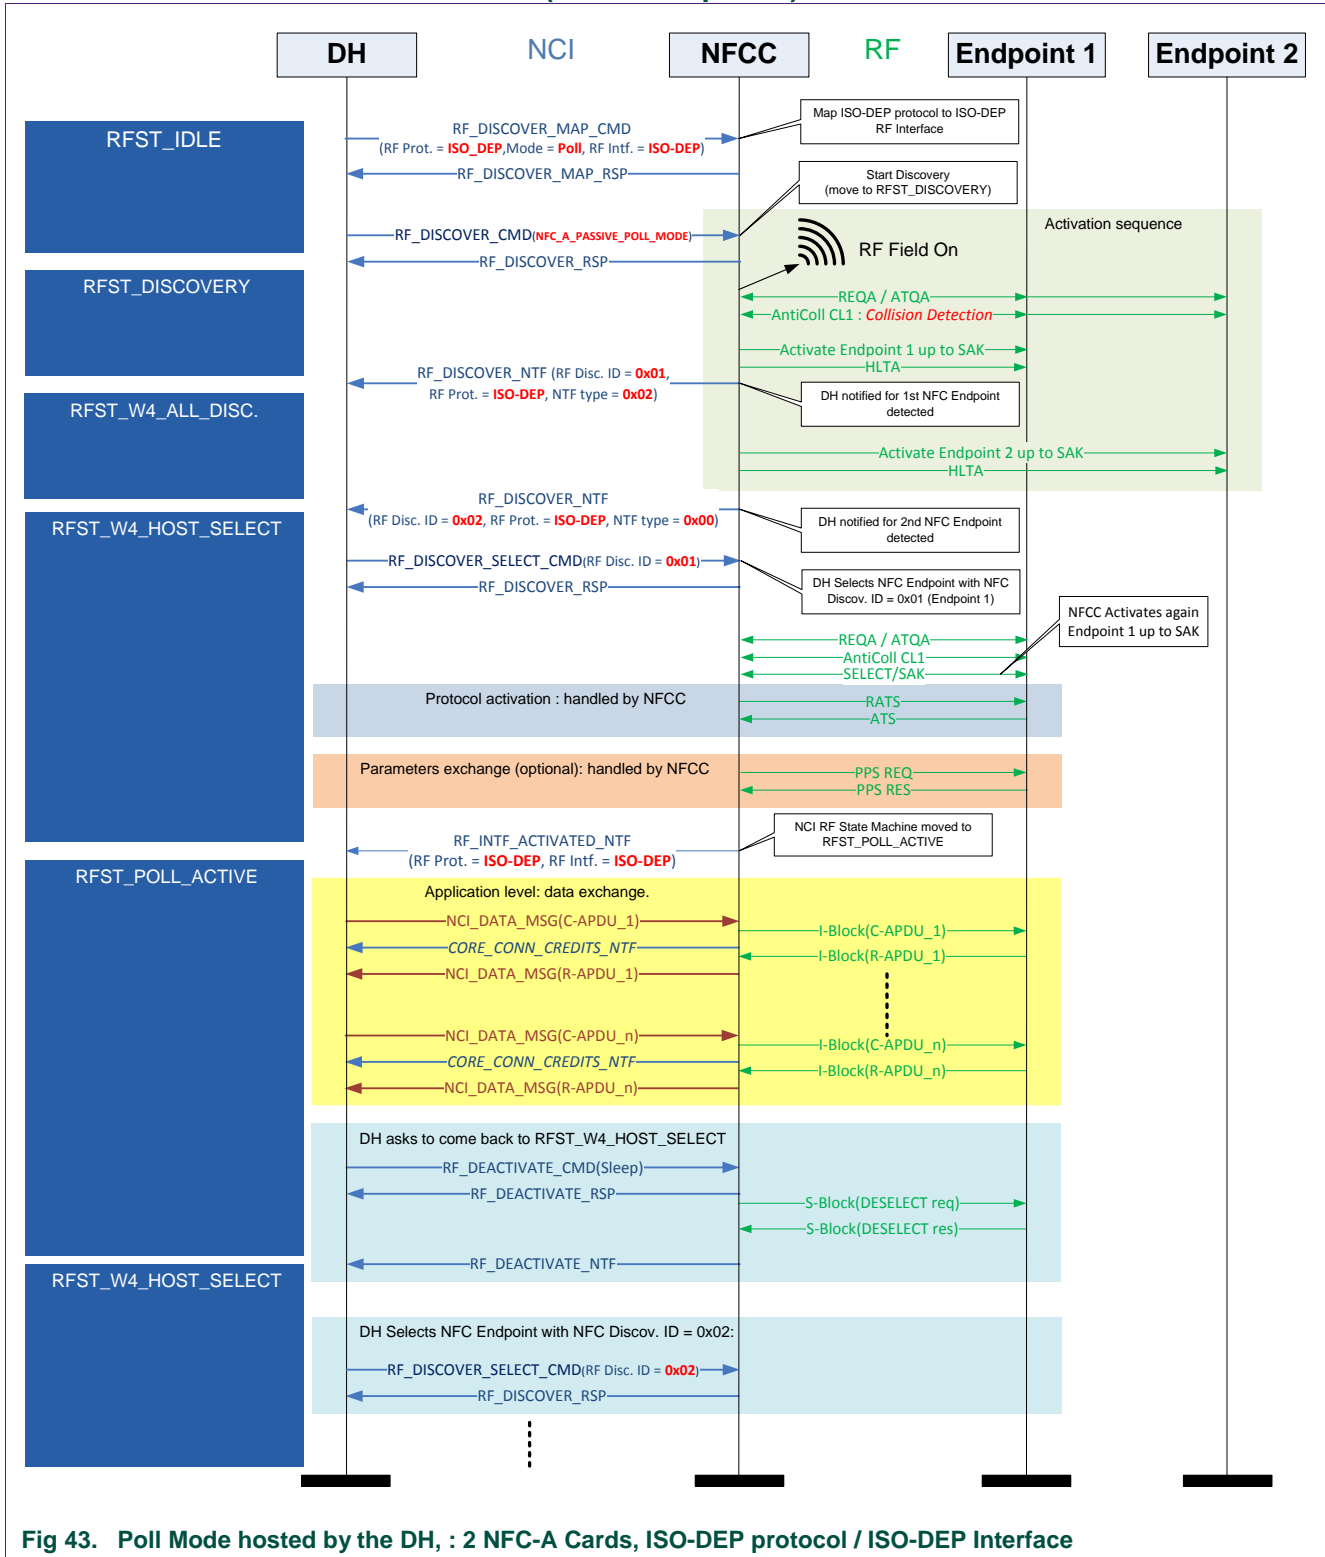 DH
NCI
NFCC
RF
Endpoint 1
Endpoint 2
RFST_IDLE
RF_DISCOVER_MAP_CMD
(RF Prot. = ISO_DEP,Mode = Poll, RF Intf. = ISO-DEP)
Map ISO-DEP protocol to ISO-DEP
RF Interface
RF_DISCOVER_MAP_RSP
Start Discovery
(move to RFST_DISCOVERY)
RF_DISCOVER_CMD(NFC_A_PASSIVE_POLL_MODE)
Activation sequence
RF Field On
RF_DISCOVER_RSP
RFST_DISCOVERY
REQA / ATQA
AntiColl CL1 : Collision Detection
Activate Endpoint 1 up to SAK
HLTA
RF_DISCOVER_NTF (RF Disc. ID = 0x01,
RF Prot. = ISO-DEP, NTF type = 0x02)
DH notified for 1st NFC Endpoint
detected
RFST_W4_ALL_DISC.
Activate Endpoint 2 up to SAK
HLTA
RF_DISCOVER_NTF
(RF Disc. ID = 0x02, RF Prot. = ISO-DEP, NTF type = 0x00)
DH notified for 2nd NFC Endpoint
detected
RFST_W4_HOST_SELECT
RF_DISCOVER_SELECT_CMD(RF Disc. ID = 0x01)
RF_DISCOVER_RSP
DH Selects NFC Endpoint with NFC
Discov. ID = 0x01 (Endpoint 1)
NFCC Activates again
Endpoint 1 up to SAK
REQA / ATQA
AntiColl CL1
SELECT/SAK
Protocol activation : handled by NFCC
RATS
ATS
Parameters exchange (optional): handled by NFCC
PPS REQ
PPS RES
RF_INTF_ACTIVATED_NTF
(RF Prot. = ISO-DEP, RF Intf. = ISO-DEP)
NCI RF State Machine moved to
RFST_POLL_ACTIVE
RFST_POLL_ACTIVE
Application level: data exchange.
NCI_DATA_MSG(C-APDU_1)
I-Block(C-APDU_1)
CORE_CONN_CREDITS_NTF
I-Block(R-APDU_1)
NCI_DATA_MSG(R-APDU_1)
NCI_DATA_MSG(C-APDU_n)
I-Block(C-APDU_n)
CORE_CONN_CREDITS_NTF
I-Block(R-APDU_n)
NCI_DATA_MSG(R-APDU_n)
DH asks to come back to RFST_W4_HOST_SELECT
RF_DEACTIVATE_CMD(Sleep)
RF_DEACTIVATE_RSP
S-Block(DESELECT req)
S-Block(DESELECT res)
RF_DEACTIVATE_NTF
RFST_W4_HOST_SELECT
DH Selects NFC Endpoint with NFC Discov. ID = 0x02:
RF_DISCOVER_SELECT_CMD(RF Disc. ID = 0x02)
RF_DISCOVER_RSP
Fig 43. Poll Mode hosted by the DH, : 2 NFC-A Cards, ISO-DEP protocol / ISO-DEP Interface